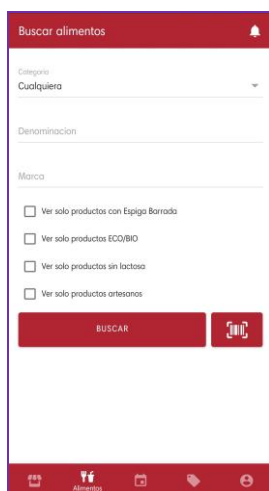 Buscar alimentos
Categoria
Cualquiera
Denominacion
Marca
Ver solo productos con Espiga Barrada
Ver solo productos ECO/BIO
Ver solo productos sin lactosa
Ver solo productos artesanos
BUSCAR
Alimentos